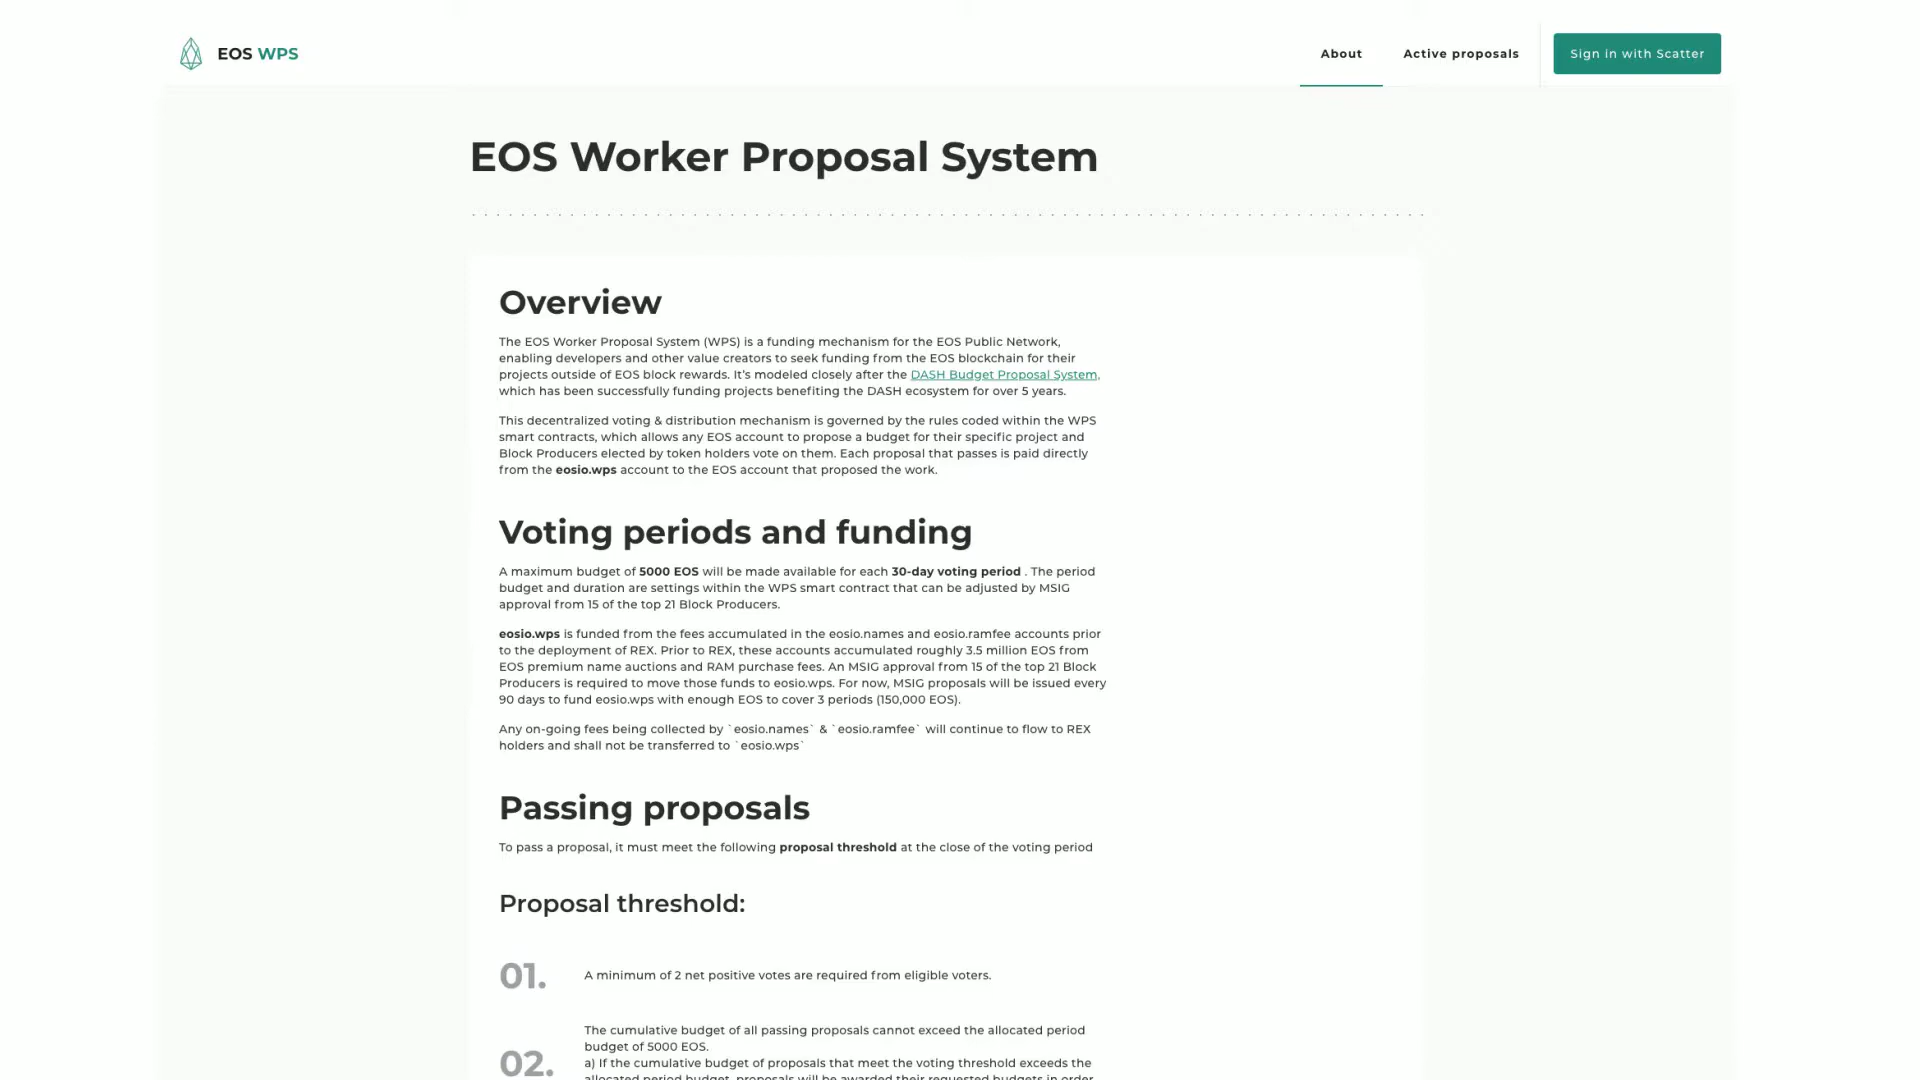 EOS WPS
About
Active proposals
Sign in with Scatter
EOS Worker Proposal System
Overview
The EOS Worker Proposal System (WPS) is a funding mechanism for the EOS Public Network,
enabling developers and other value creators to seek funding from the EOS blockchain for their
projects outside of EOS block rewards. It's modeled closely after the DASH Budget Proposal System,
which has been successfully funding projects benefiting the DASH ecosystem for over 5 years.
This decentralized voting & distribution mechanism is governed by the rules coded within the WPS
smart contracts, which allows any EOS account to propose a budget for their specific project and
Block Producers elected by token holders vote on them. Each proposal that passes is paid directly
from the eosio.wps account to the EOS account that proposed the work.
Voting periods and funding
A maximum budget of 5000 EOS will be made available for each 30-day voting period . The period
budget and duration are settings within the WPS smart contract that can be adjusted by MSIG
approval from 15 of the top 21 Block Producers.
eosio.wps is funded from the fees accumulated in the eosio.names and eosio.ramfee accounts prior
to the deployment of REX. Prior to REX, these accounts accumulated roughly 3.5 million EOS from
EOS premium name auctions and RAM purchase fees. An MSIG approval from 15 of the top 21 Block
Producers is required to move those funds to eosio.wps. For now, MSIG proposals will be issued every
90 days to fund eosio.wps with enough EOS to cover 3 periods (150,000 EOS).
Any on-going fees being collected by `eosio.names` & `eosio.ramfee` will continue to flow to REX
holders and shall not be transferred to `eosio.wps`
Passing proposals
To pass a proposal, it must meet the following proposal threshold at the close of the voting period
Proposal threshold:
01.
A minimum of 2 net positive votes are required from eligible voters.
02.
The cumulative budget of all passing proposals cannot exceed the allocated period
budget of 5000 EOS.
a) If the cumulative budget of proposals that meet the voting threshold exceeds the
allocated period budget, proposals will be awarded their requested budgets in order